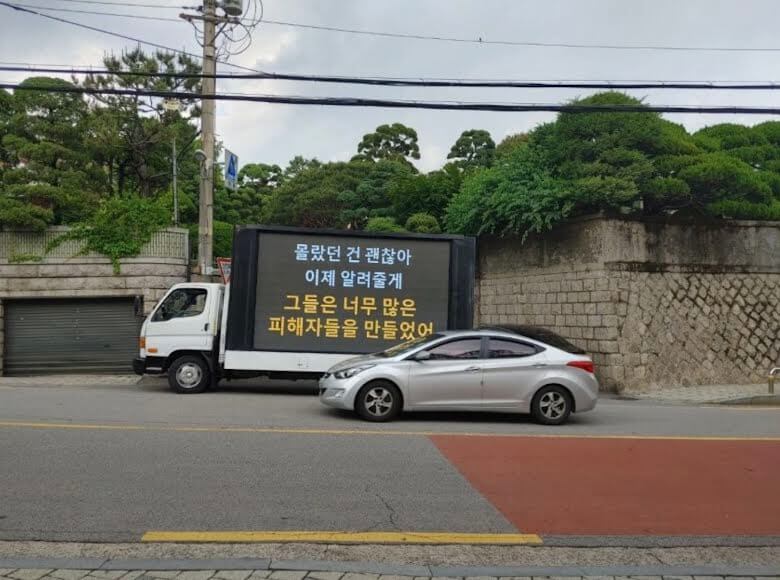 몰랐던 건 괜찮아
이제 알려줄게
그들은 너무 많은
피해자들을 만들었어